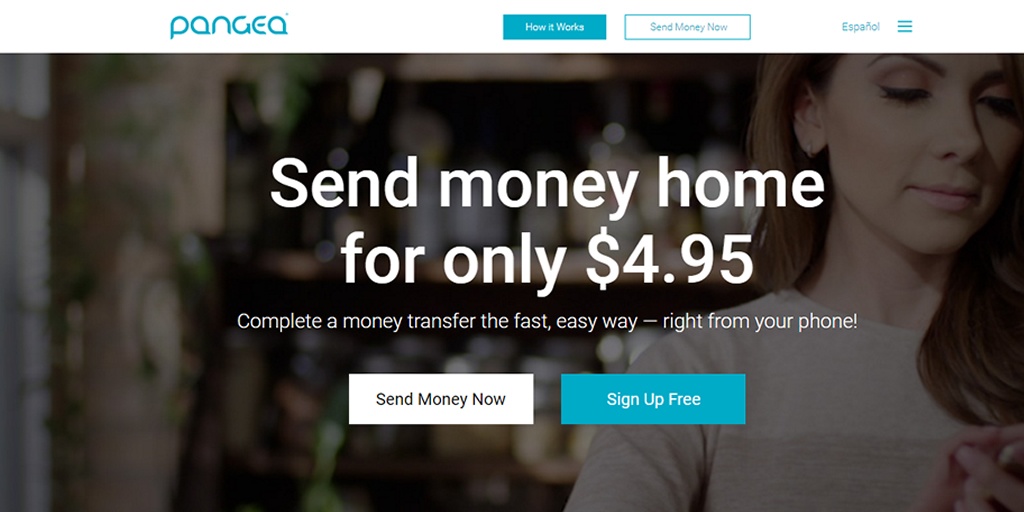 PANGEA
How it Works
Send Money Now
Español
Send money home
for only $4.95
Complete a money transfer the fast, easy way — right from your phone!
Send Money Now
Sign Up Free